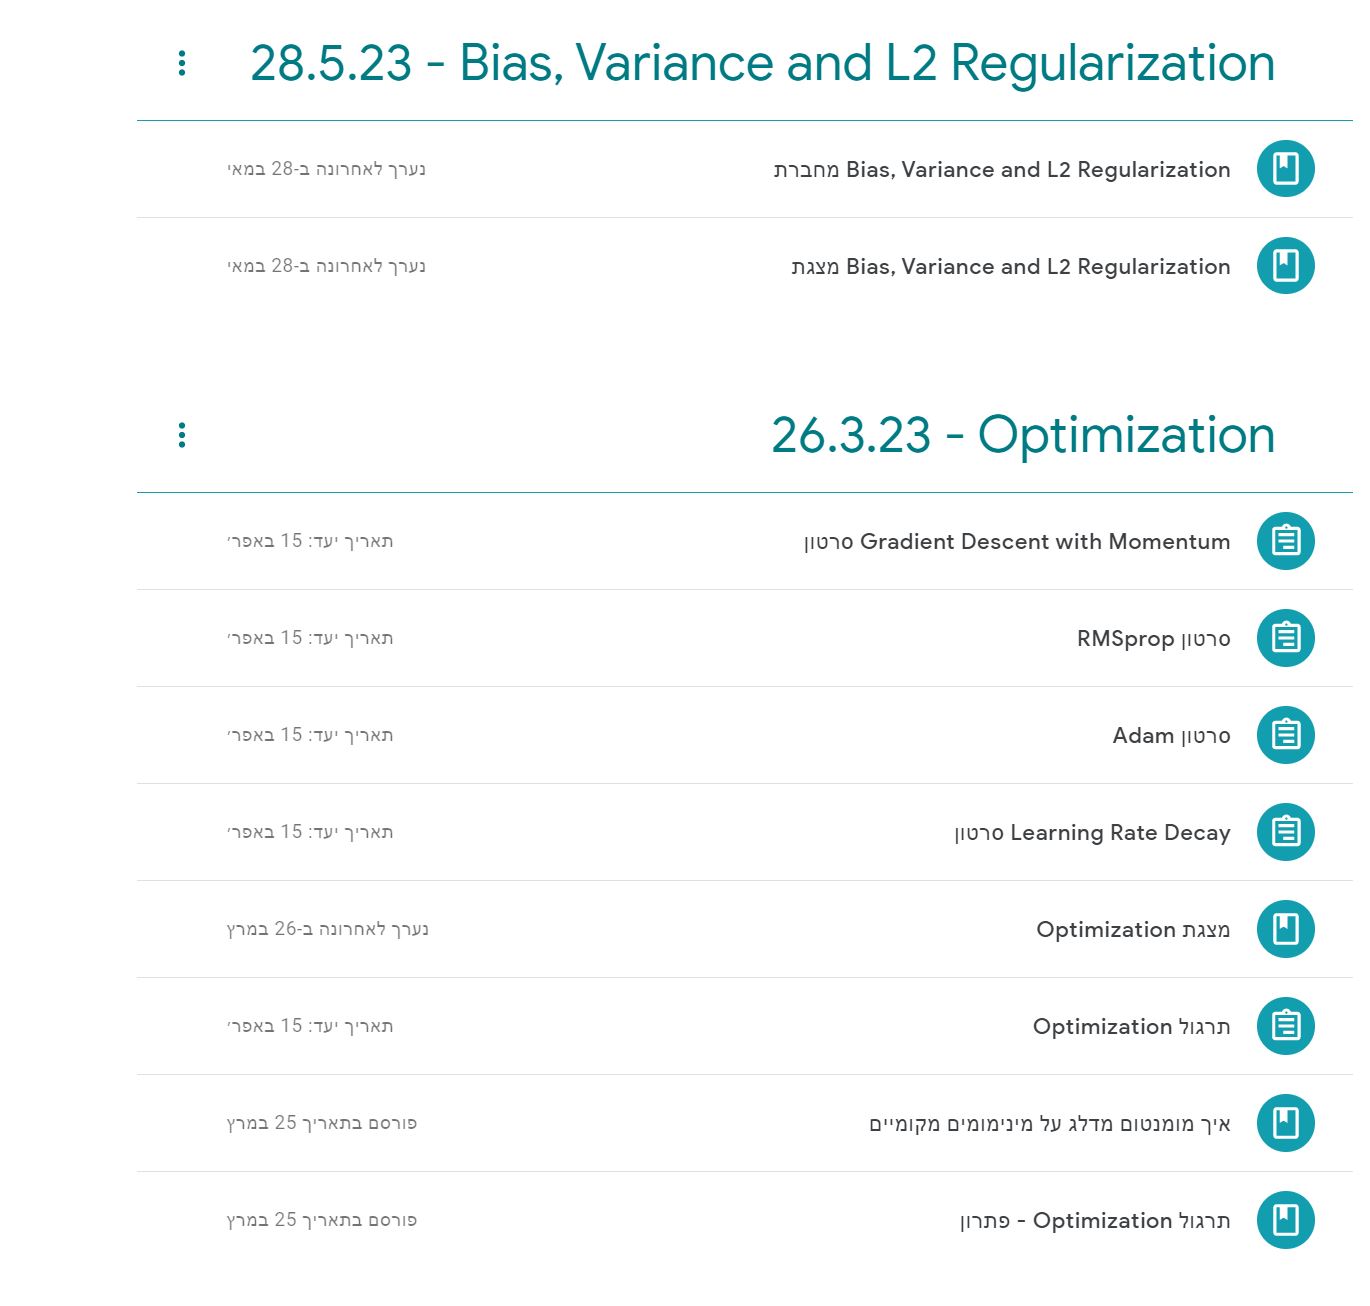 28.5.23 - Bias, Variance and L2 Regularization
Bias, Variance and L2 Regularization מחברת
נערך לאחרונה ב-28 במאי
Bias, Variance and L2 Regularization מצגת
נערך לאחרונה ב-28 במאי
26.3.23 - Optimization
Gradient Descent with Momentum סרטון
תאריך יעד: 15 באפר׳
סרטון RMSprop
תאריך יעד: 15 באפר׳
סרטון Adam
תאריך יעד: 15 באפר׳
Learning Rate Decay סרטון
תאריך יעד: 15 באפר׳
מצגת Optimization
נערך לאחרונה ב-26 במרץ
תרגול Optimization
תאריך יעד: 15 באפר׳
איך מומנטום מדלג על מינימומים מקומיים
פורסם בתאריך 25 במרץ
תרגול Optimization - פתרון
פורסם בתאריך 25 במרץ